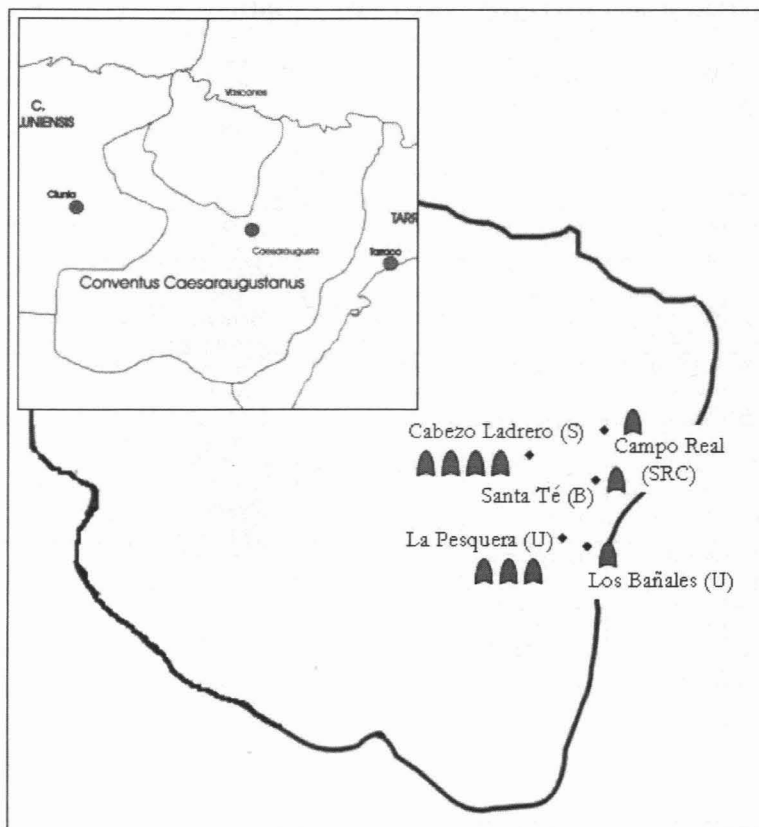 Vascones
C.
LUNIENSIS
Clunia
TARR
Caesaraugusta
Tarraco
Conventus Caesaraugustanus
Cabezo Ladrero (S)
Campo Real
(SRC)
Santa Té (B)
La Pesquera (U)
Los Bañales (U)